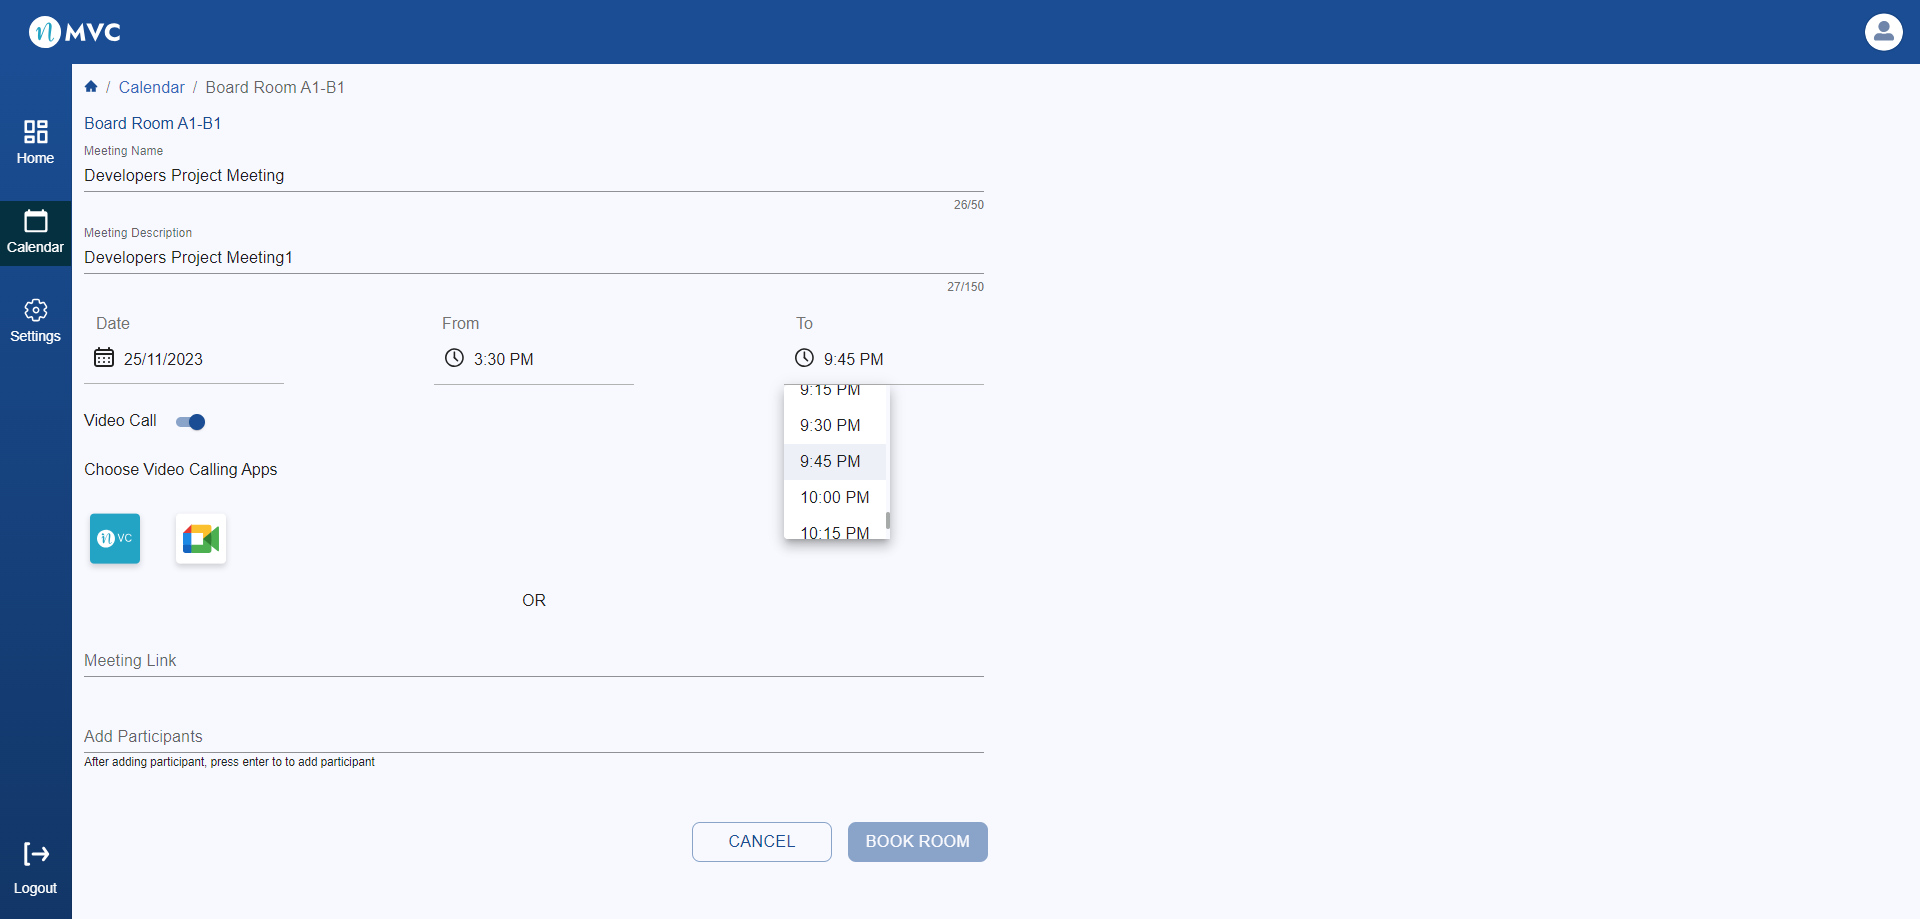 n MVC
/ Calendar / Board Room A1-B1
Home
Calendar
Settings
Logout
Board Room A1-B1
Meeting Name
Developers Project Meeting
26/50
Meeting Description
Developers Project Meeting1
27/150
Date
25/11/2023
From
3:30 PM
To
9:45 PM
9:15 PM
9:30 PM
9:45 PM
10:00 PM
10:15 PM
Video Call
Choose Video Calling Apps
n VC
OR
Meeting Link
Add Participants
After adding participant, press enter to to add participant
CANCEL
BOOK ROOM